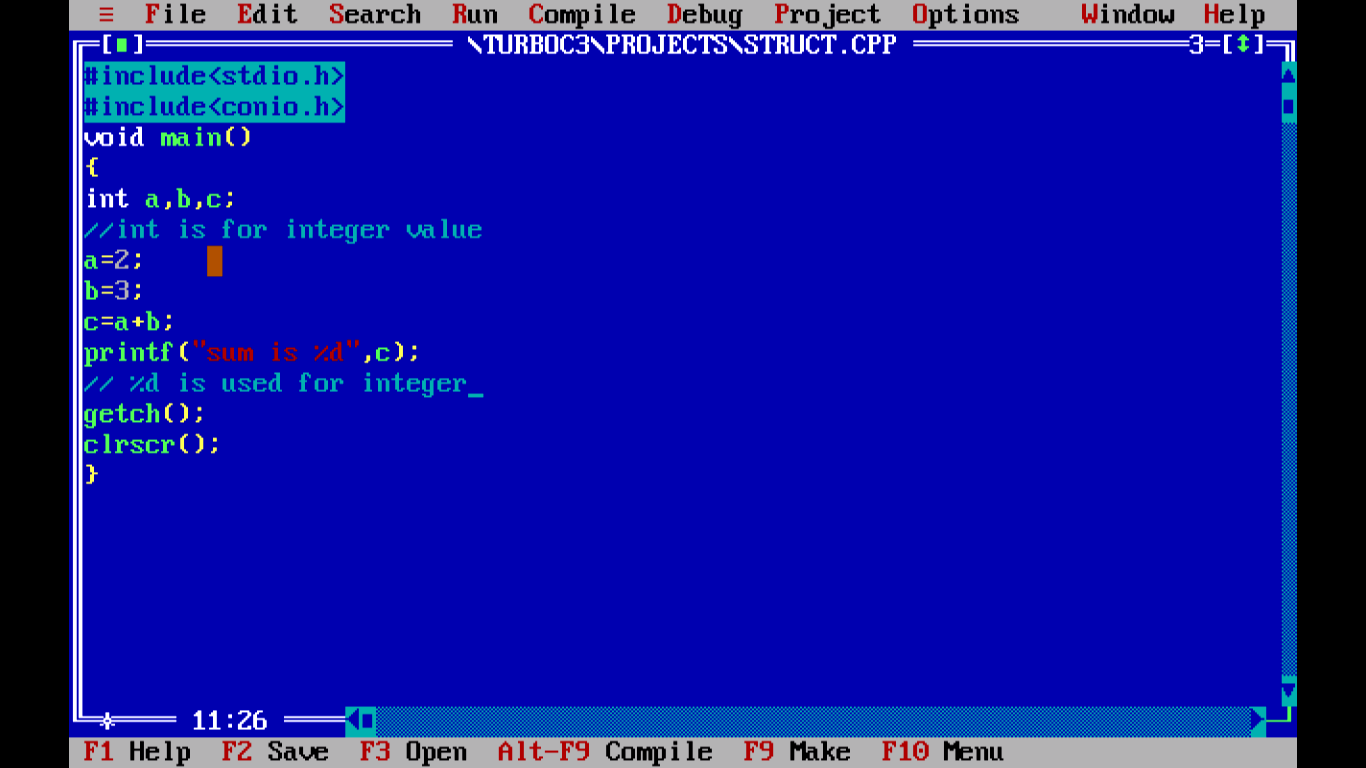 ≡ File Edit Search Run Compile Debug Project Options Window Help
[■] \TURBOC3\PROJECTS\STRUCT.CPP 3=[↕]
#include<stdio.h>
#include<conio.h>
void main()
{
int a,b,c;
//int is for integer value
a=2;
b=3;
c=a+b;
printf("sum is %d",c);
// %d is used for integer_
getch();
clrscr();
}
11:26
F1 Help F2 Save F3 Open Alt-F9 Compile F9 Make F10 Menu